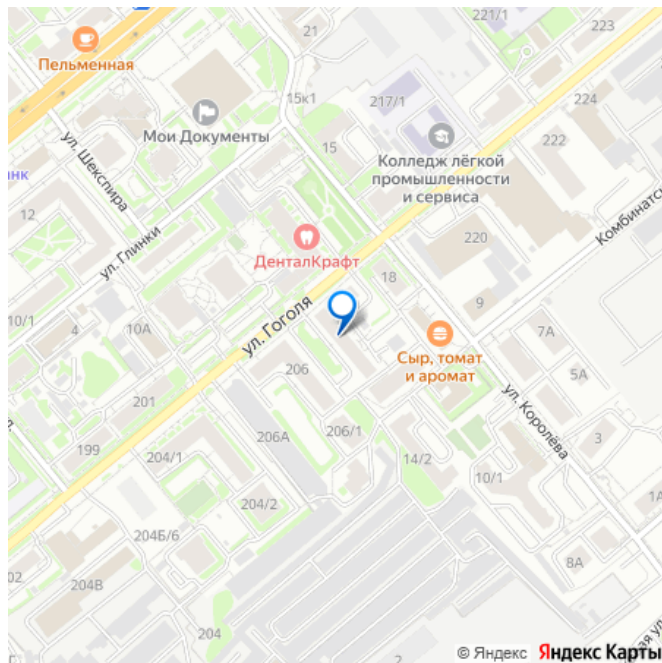 221/1
223
21
Пельменная
15к1
217/1
224
Мои Документы
222
15
ул. Шекспира
Колледж лёгкой
промышленности
и сервиса
нк
12
220
Комбинатс
ул. Глинки
ДенталКрафт
18
9
10/1
4
10А
ул. Гоголя
7А
Сыр, томат
и аромат
206
5А
201
ул. Королёва
199
206А
206/1
3
204/1
14/2
10/1
1А
204/2
204Б/6
8А
02
204В
204
ая ул
© Яндекс
Яндекс Карты